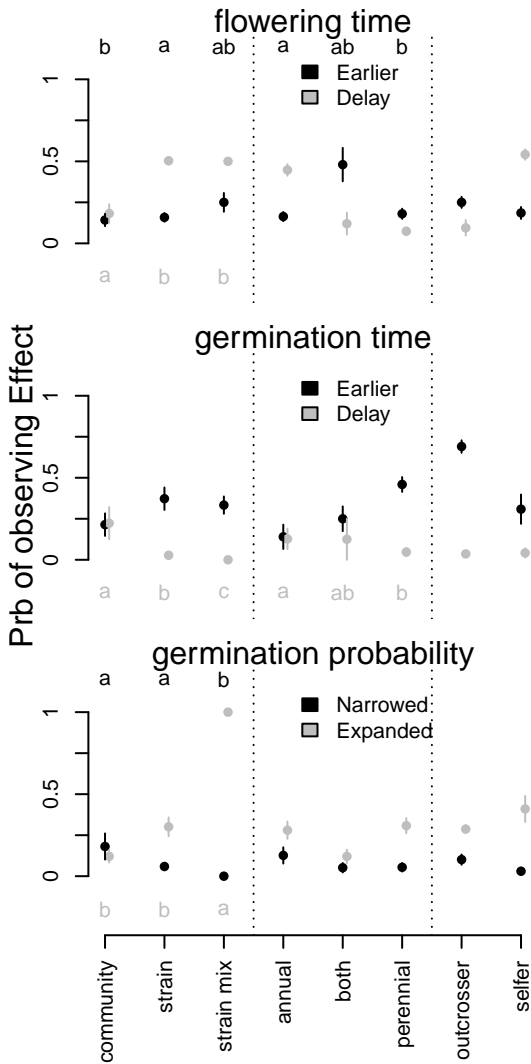 flowering time
b a ab a ab b
Earlier
Delay
1
0.5
0
a b b
germination time
Earlier
Delay
1
0.5
0
a b c a ab b
germination probability
a a b
Narrowed
Expanded
1
0.5
0
b b a
Prb of observing Effect
community
strain
strain mix
annual
both
perennial
outcrosser
selfer